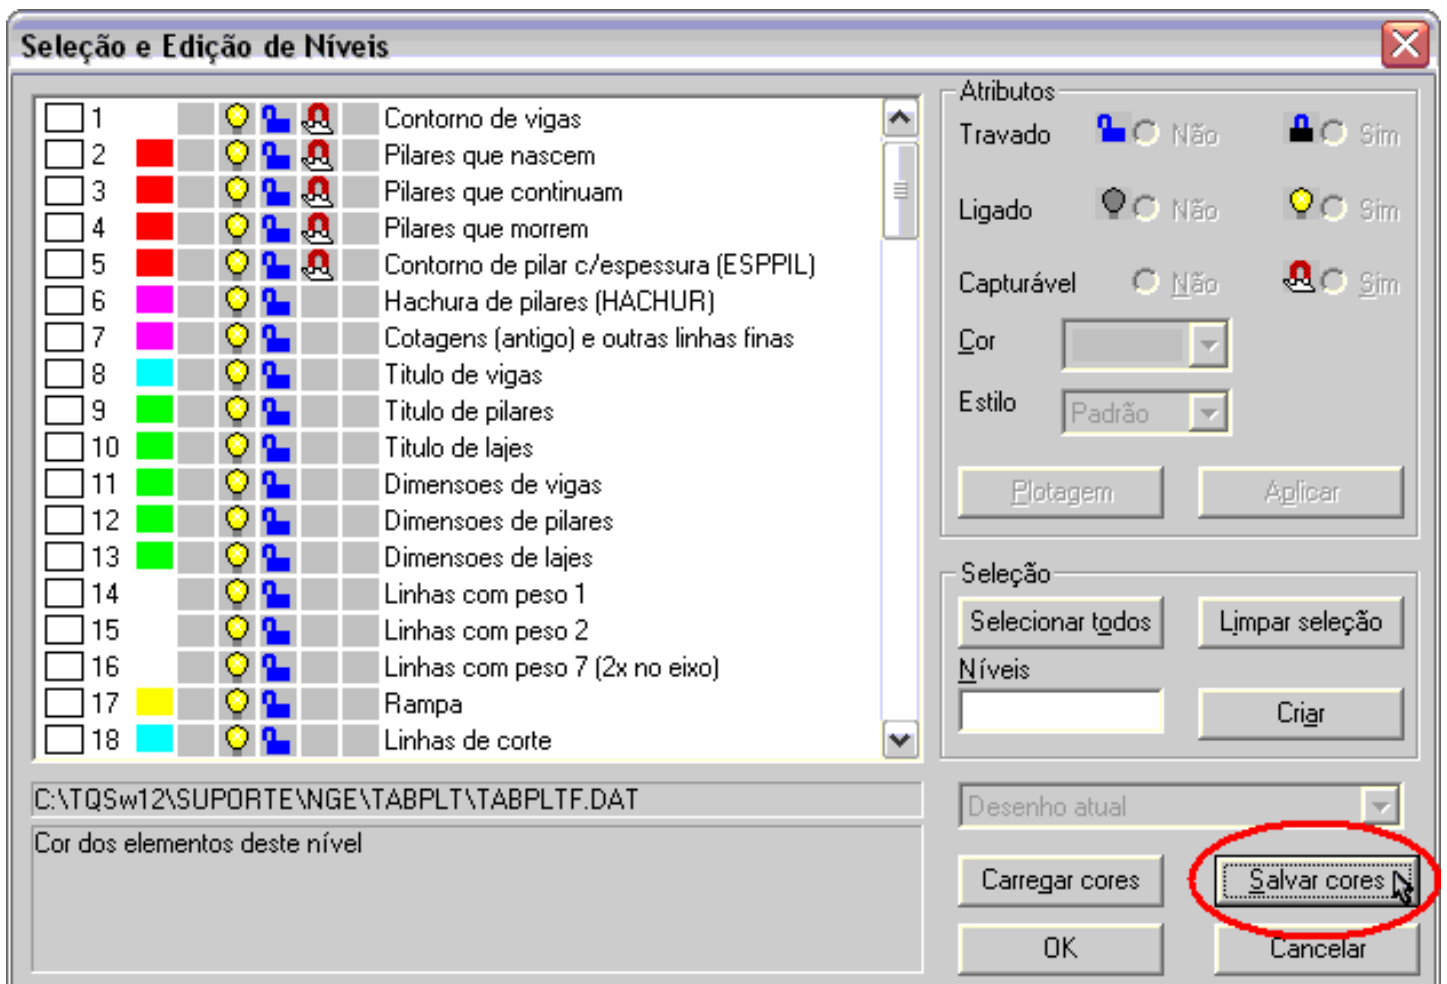 Seleção e Edição de Níveis
1 Contorno de vigas
2 Pilares que nascem
3 Pilares que continuam
4 Pilares que morrem
5 Contorno de pilar c/espessura (ESPPIL)
6 Hachura de pilares (HACHUR)
7 Cotagens (antigo) e outras linhas finas
8 Titulo de vigas
9 Titulo de pilares
10 Titulo de lajes
11 Dimensoes de vigas
12 Dimensoes de pilares
13 Dimensoes de lajes
14 Linhas com peso 1
15 Linhas com peso 2
16 Linhas com peso 7 (2x no eixo)
17 Rampa
18 Linhas de corte
C:\TQSw12\SUPORTE\NGE\TABPLT\TABPLTF.DAT
Cor dos elementos deste nível
Atributos
Travado Não Sim
Ligado Não Sim
Capturável Não Sim
Cor
Estilo Padrão
Plotagem Aplicar
Seleção
Selecionar todos Limpar seleção
Níveis
Criar
Desenho atual
Carregar cores Salvar cores
OK Cancelar